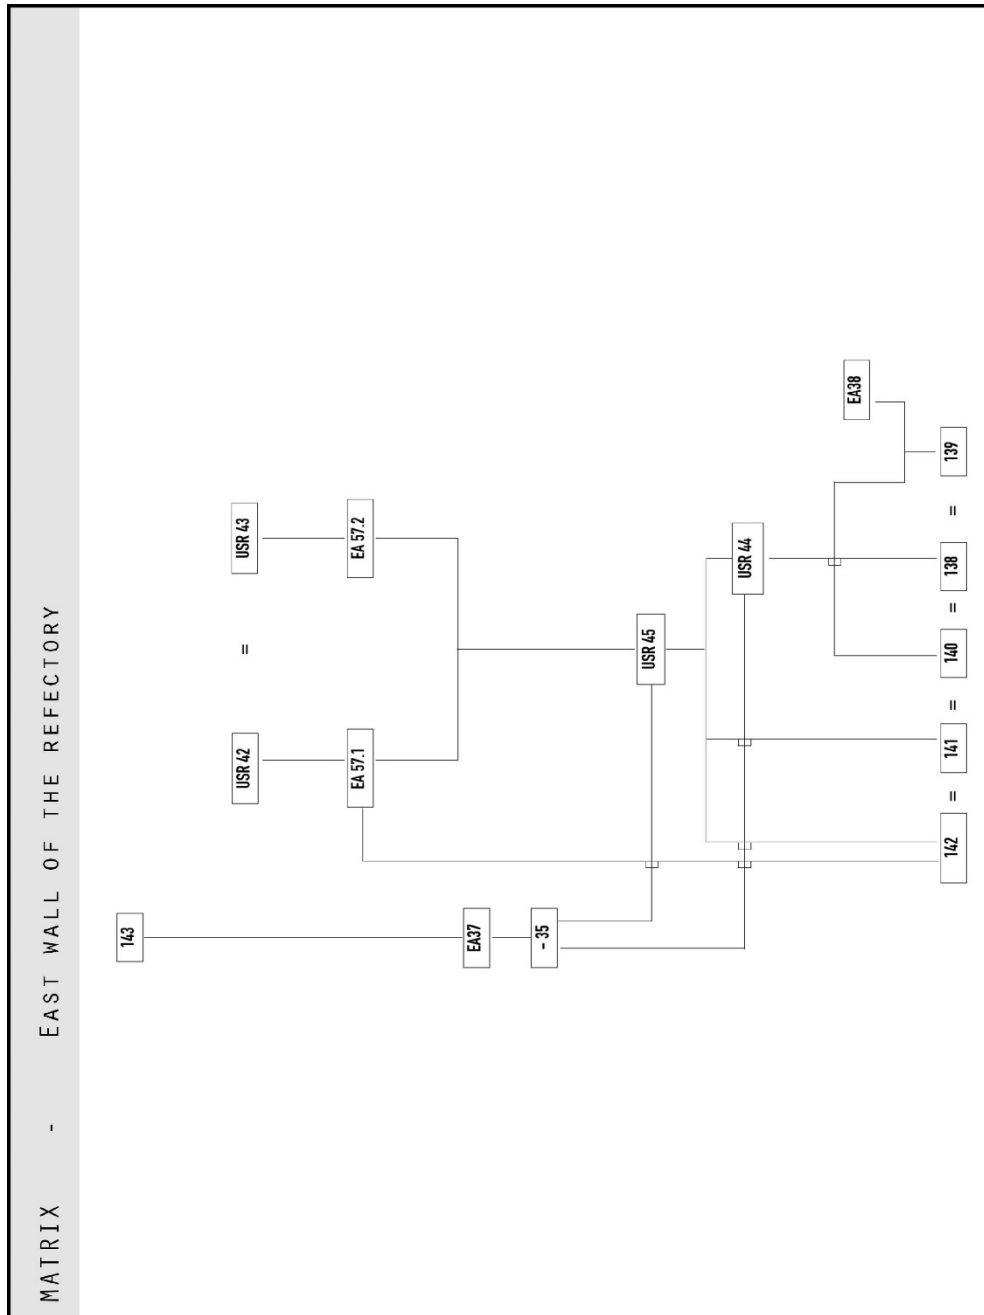 MATRIX - EAST WALL OF THE REFECTORY
143
USR 42 = USR 43
EA 57.1 EA 57.2
EA37
- 35
USR 45
USR 44
EA38
142 = 141 = 140 = 138 = 139